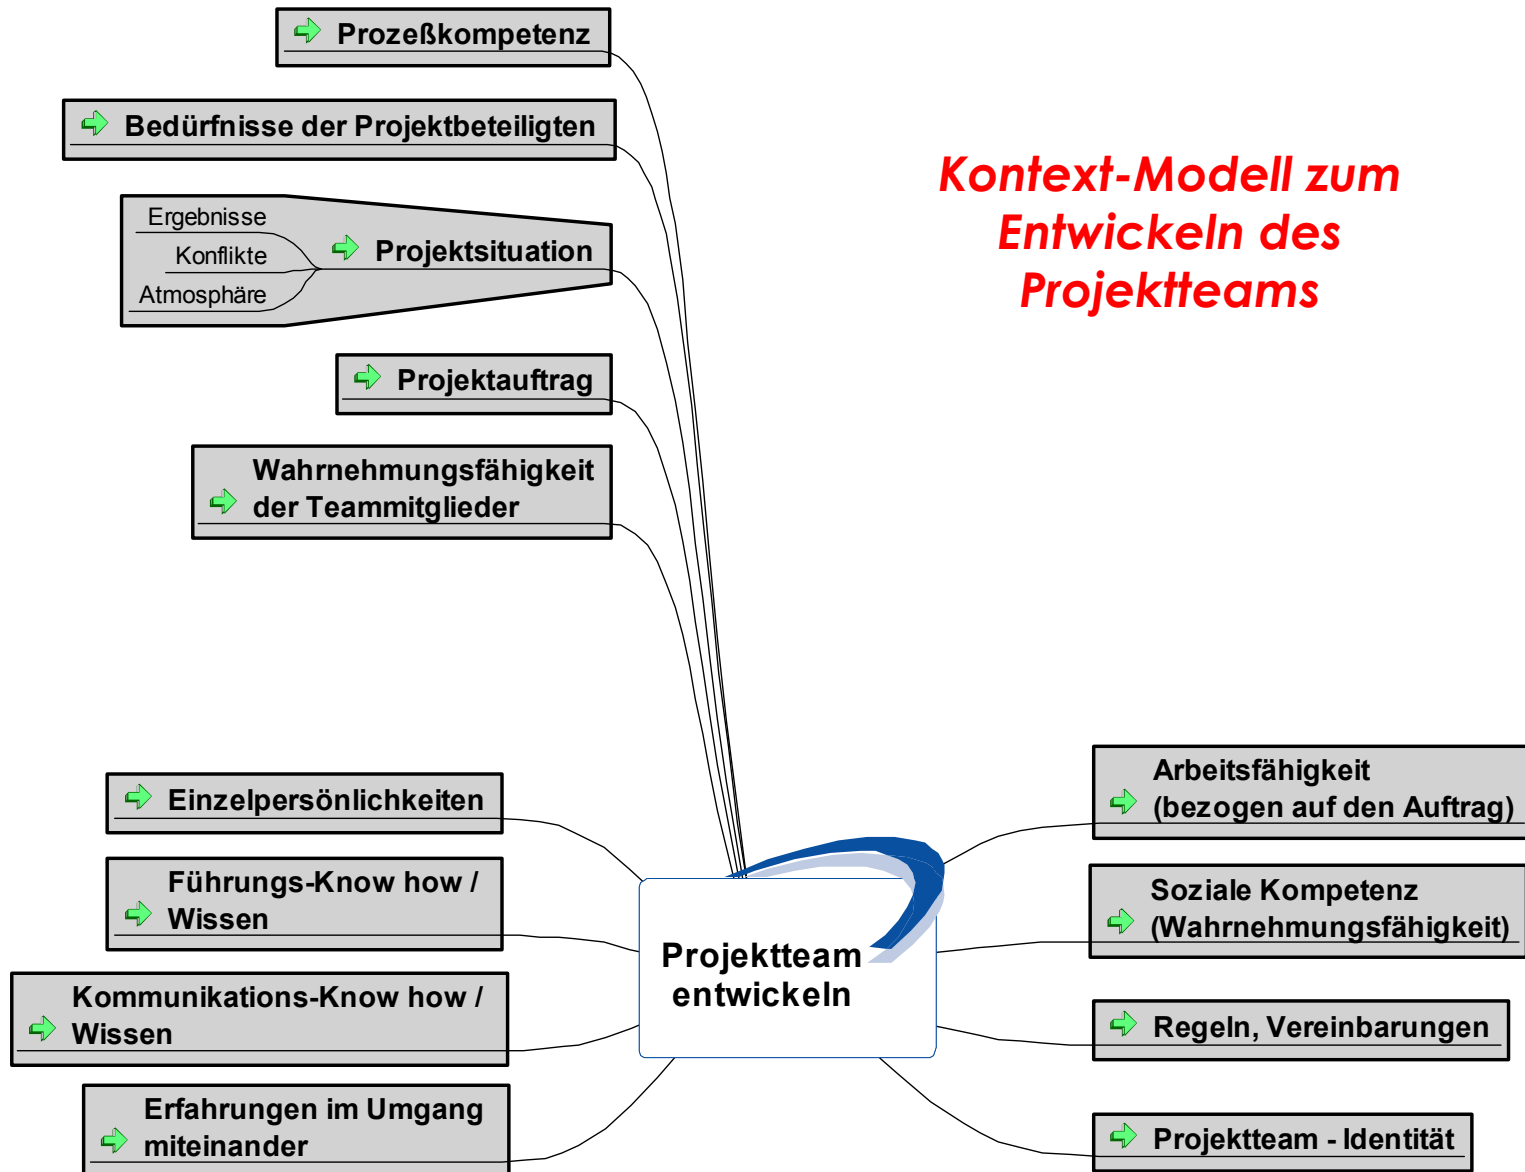 Prozeßkompetenz
Bedürfnisse der Projektbeteiligten
Ergebnisse
Konflikte
Atmosphäre
Projektsituation
Projektauftrag
Wahrnehmungsfähigkeit
der Teammitglieder
Kontext-Modell zum
Entwickeln des
Projektteams
Einzelpersönlichkeiten
Führungs-Know how /
Wissen
Kommunikations-Know how /
Wissen
Erfahrungen im Umgang
miteinander
Projektteam
entwickeln
Arbeitsfähigkeit
(bezogen auf den Auftrag)
Soziale Kompetenz
(Wahrnehmungsfähigkeit)
Regeln, Vereinbarungen
Projektteam - Identität